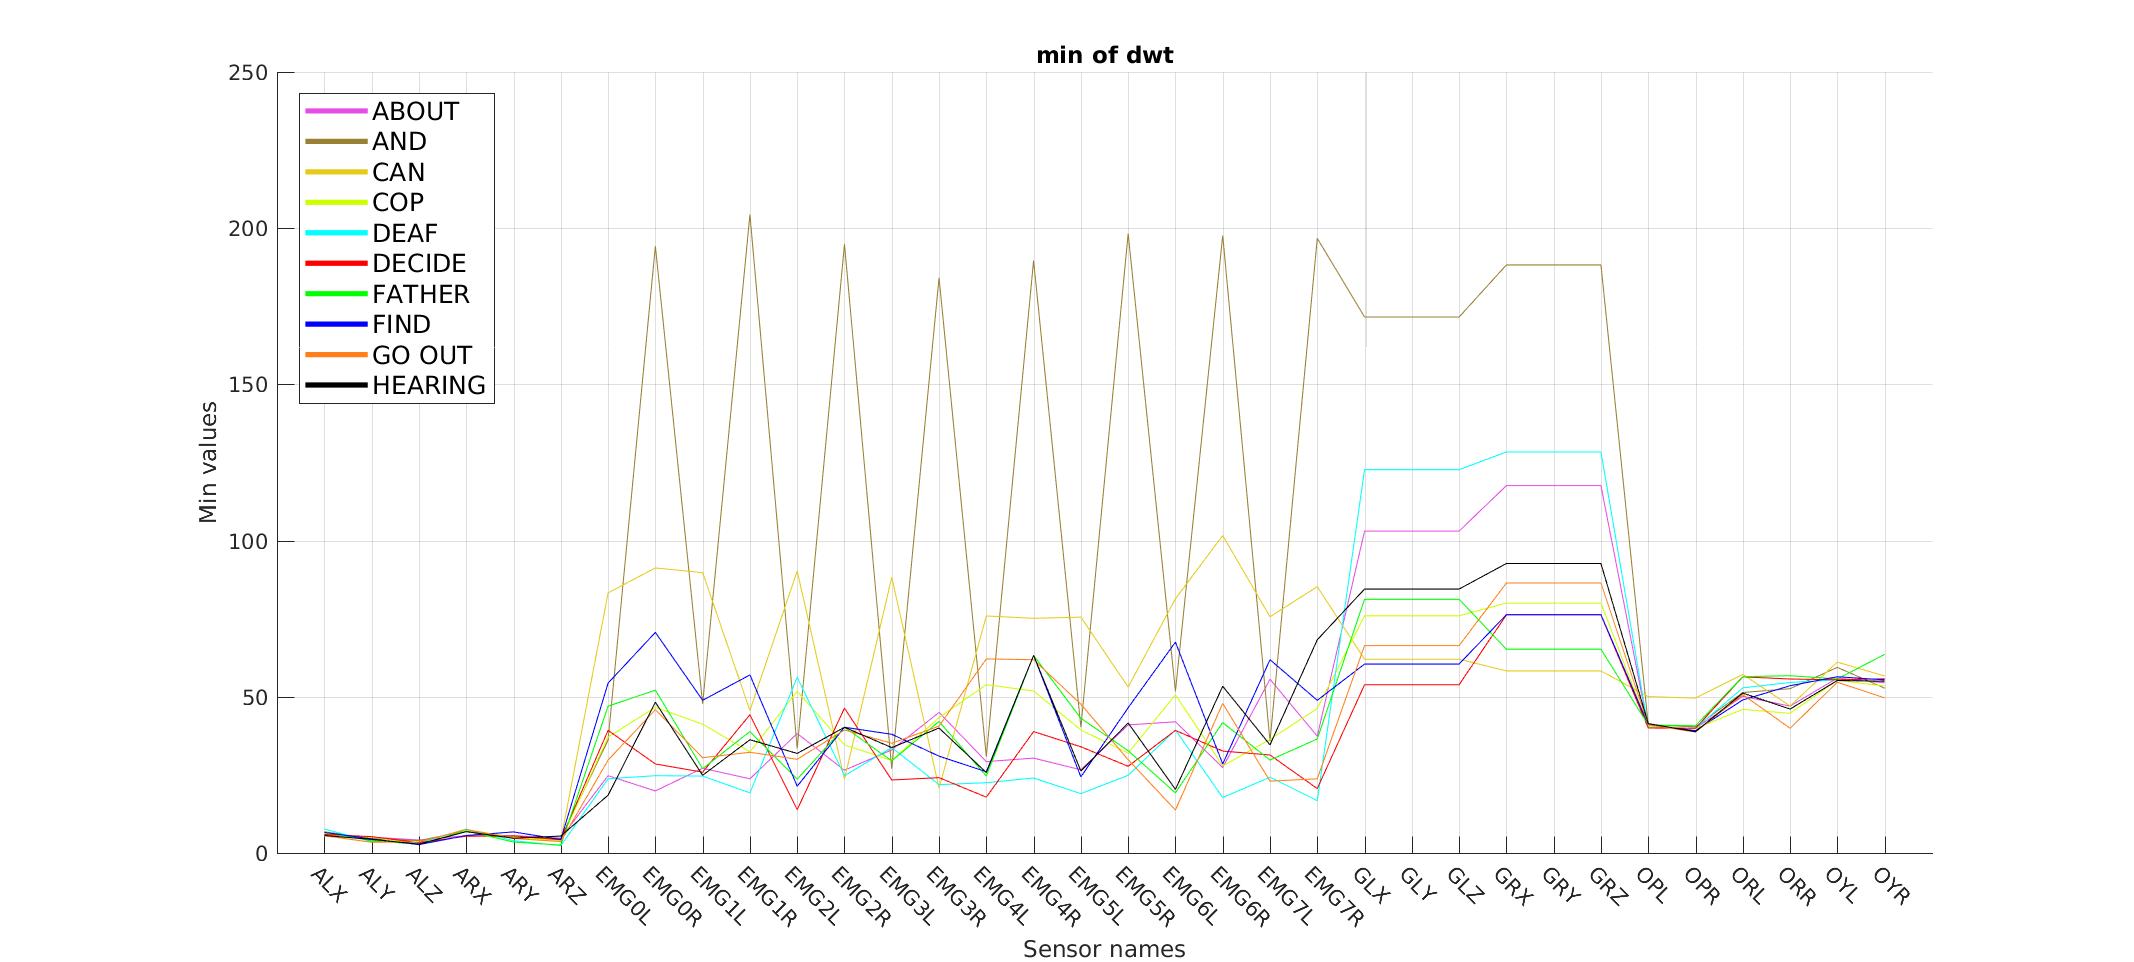 min of dwt
250
200
150
100
50
0
Min values
ABOUT
AND
CAN
COP
DEAF
DECIDE
FATHER
FIND
GO OUT
HEARING
ALX
ALY
ALZ
ARX
ARY
ARZ
EMG0L
EMG0R
EMG1L
EMG1R
EMG2L
EMG2R
EMG3L
EMG3R
EMG4L
EMG4R
EMG5L
EMG5R
EMG6L
EMG6R
EMG7L
EMG7R
GLX
GLY
GLZ
GRX
GRY
GRZ
OPL
OPR
ORL
ORR
OYL
OYR
Sensor names